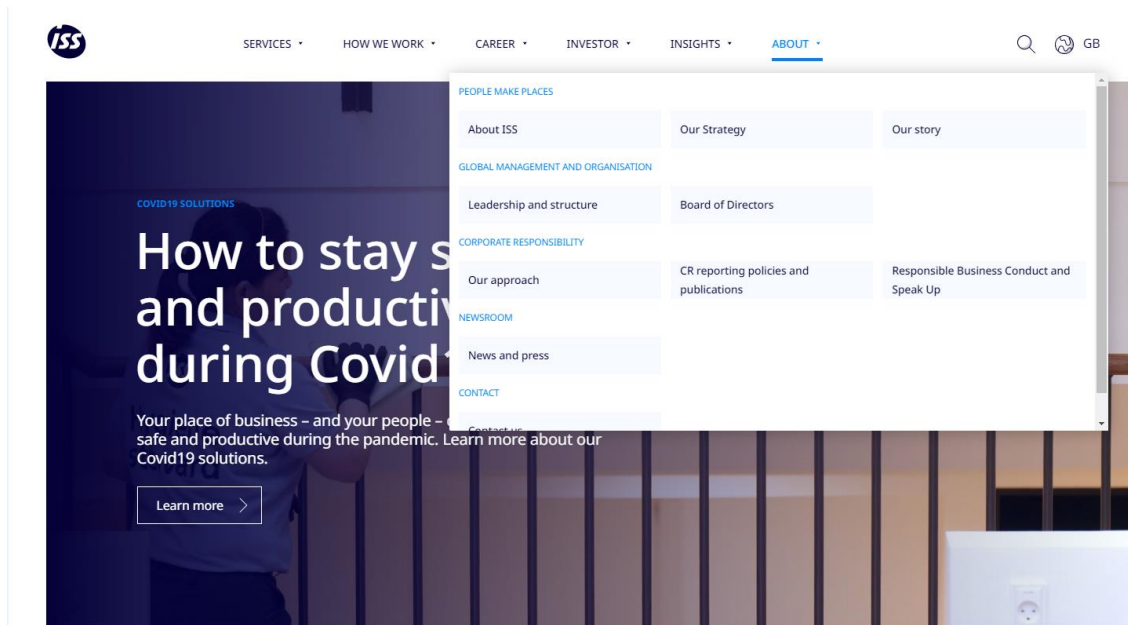 ISS
SERVICES
HOW WE WORK
CAREER
INVESTOR
INSIGHTS
ABOUT
GB
PEOPLE MAKE PLACES
About ISS
Our Strategy
Our story
GLOBAL MANAGEMENT AND ORGANISATION
Leadership and structure
Board of Directors
CORPORATE RESPONSIBILITY
Our approach
CR reporting policies and
publications
Responsible Business Conduct and
Speak Up
NEWSROOM
News and press
CONTACT
Contact us
COVID19 SOLUTIONS
How to stay s
and producti
during Covid
Your place of business – and your people –
safe and productive during the pandemic. Learn more about our
Covid19 solutions.
Learn more